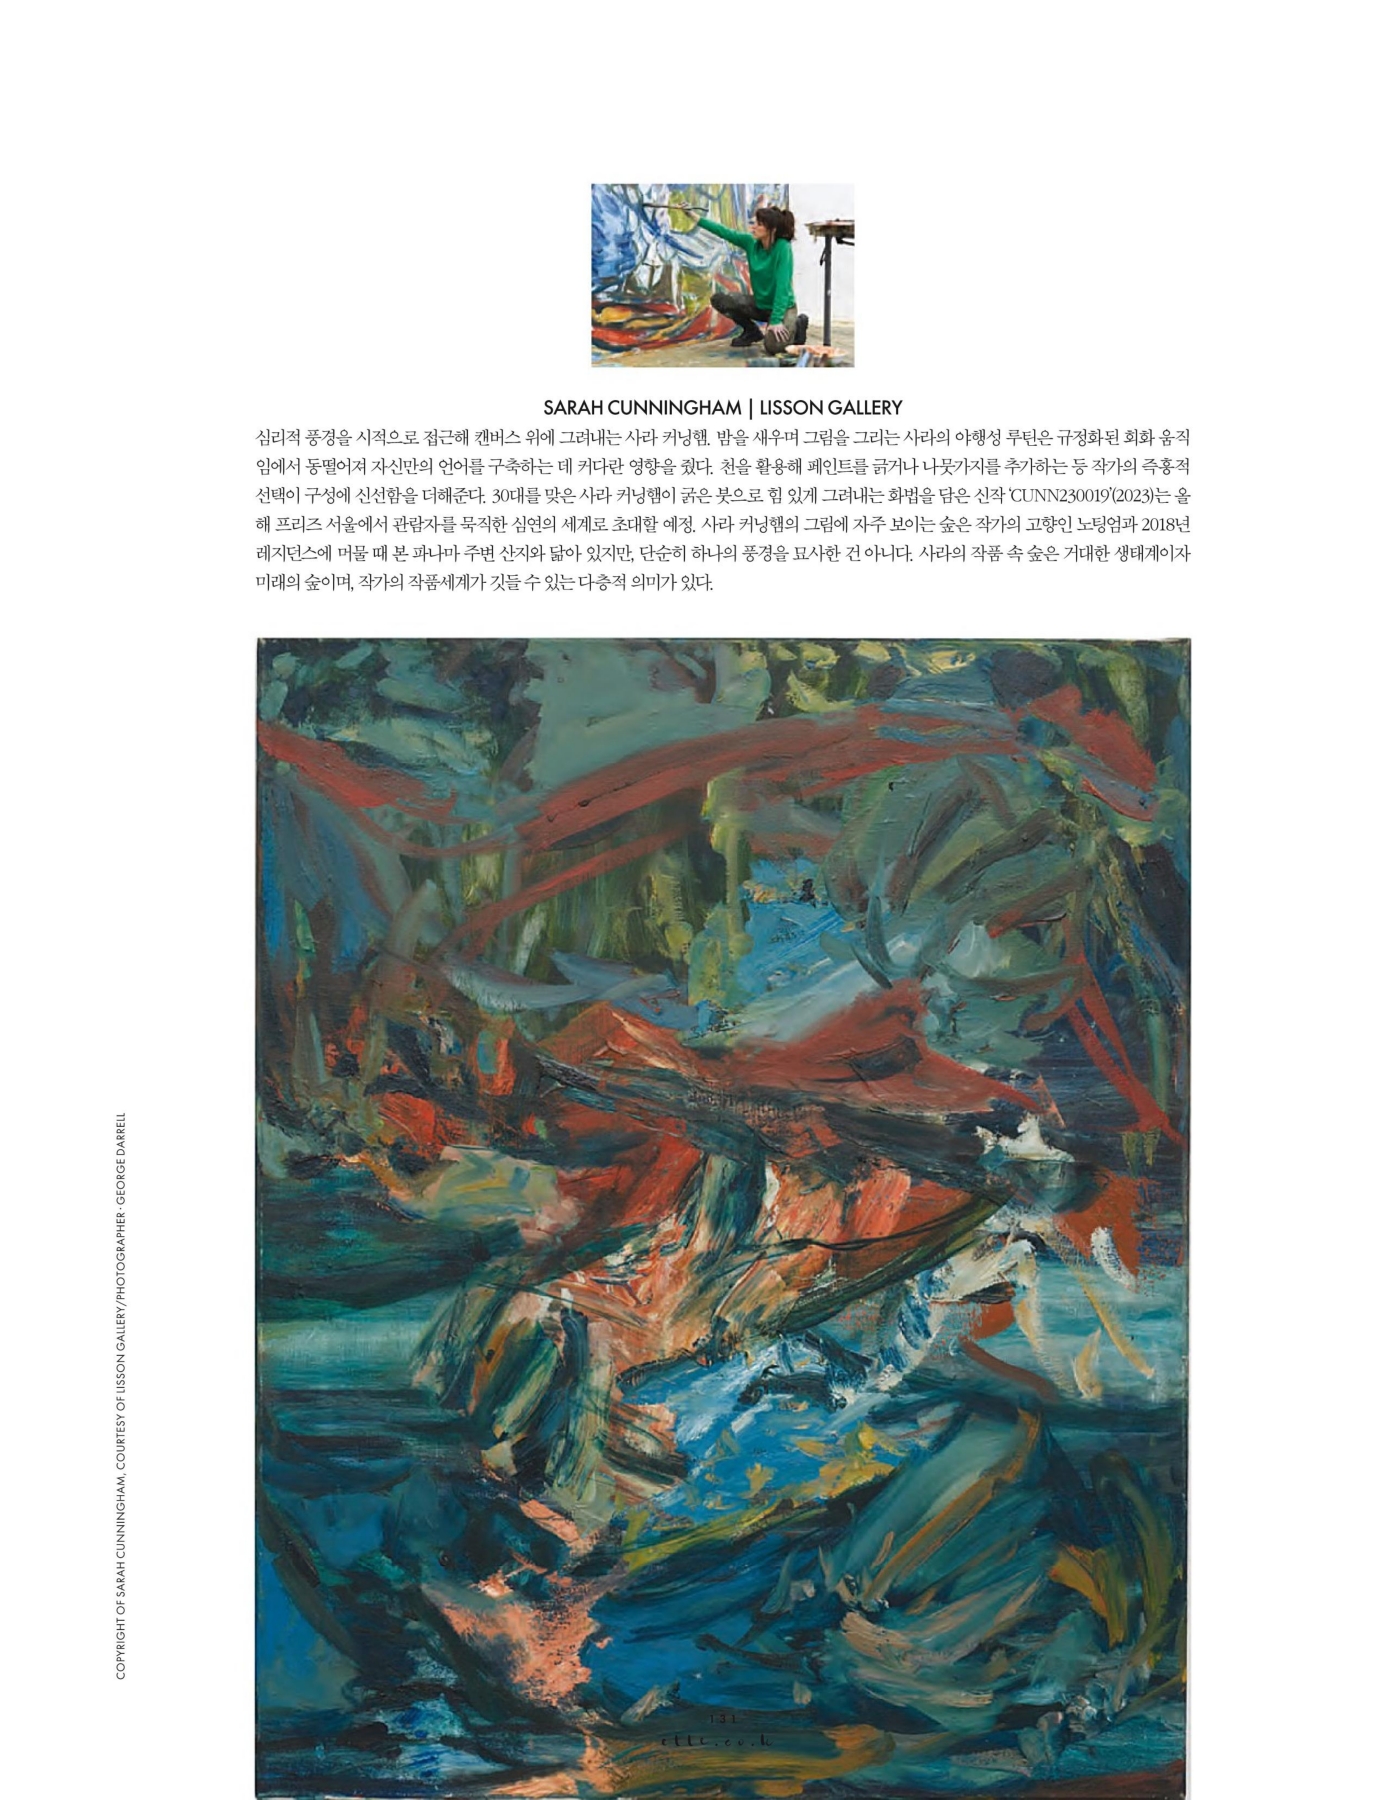 SARAH CUNNINGHAM | LISSON GALLERY
심리적 풍경을 시적으로 접근해 캔버스 위에 그려내는 사라 커닝햄. 밤을 새우며 그림을 그리는 사라의 야행성 루틴은 규정화된 회화 움직
임에서 동떨어져 자신만의 언어를 구축하는 데 커다란 영향을 줬다. 천을 활용해 페인트를 긁거나 나뭇가지를 추가하는 등 작가의 즉흥적
선택이 구성에 신선함을 더해준다. 30대를 맞은 사라 커닝햄이 굵은 붓으로 힘 있게 그려내는 화법을 담은 신작 ‘CUNN230019’(2023)는 올
해 프리즈 서울에서 관람자를 묵직한 심연의 세계로 초대할 예정. 사라 커닝햄의 그림에 자주 보이는 숲은 작가의 고향인 노팅엄과 2018년
레지던스에 머물 때 본 파나마 주변 산지와 닮아 있지만, 단순히 하나의 풍경을 묘사한 건 아니다. 사라의 작품 속 숲은 거대한 생태계이자
미래의 숲이며, 작가의 작품세계가 깃들 수 있는 다층적 의미가 있다.
COPYRIGHT OF SARAH CUNNINGHAM, COURTESY OF LISSON GALLERY/PHOTOGRAPHER · GEORGE DARRELL
131
elle.co.k